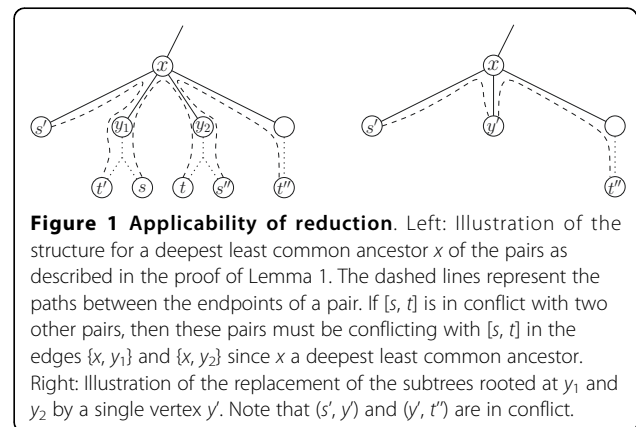 x x
s′ y₁ y₂ s′ y′
t′ s t s″ t″ t″
Figure 1 Applicability of reduction. Left: Illustration of the
structure for a deepest least common ancestor x of the pairs as
described in the proof of Lemma 1. The dashed lines represent the
paths between the endpoints of a pair. If [s, t] is in conflict with two
other pairs, then these pairs must be conflicting with [s, t] in the
edges {x, y₁} and {x, y₂} since x a deepest least common ancestor.
Right: Illustration of the replacement of the subtrees rooted at y₁ and
y₂ by a single vertex y′. Note that (s′, y′) and (y′, t″) are in conflict.